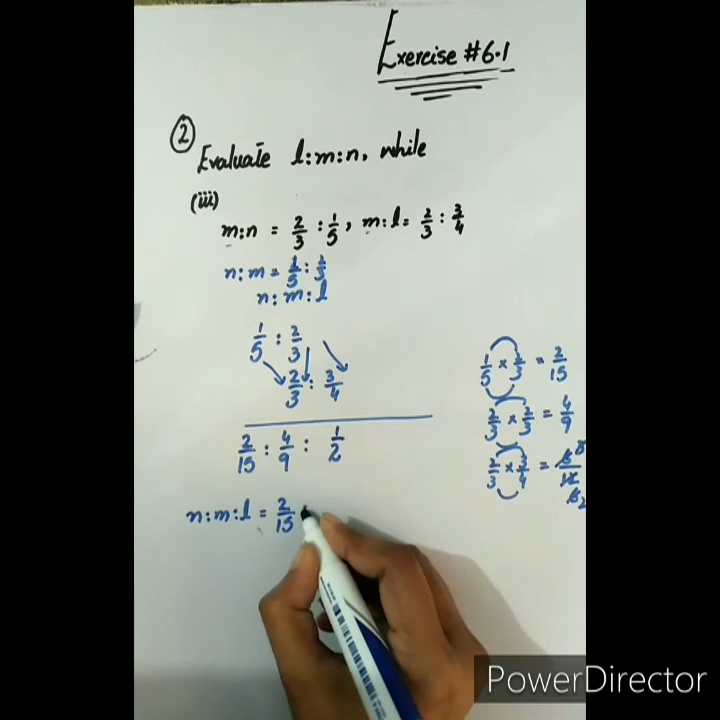 Exercise #6.1
② Evaluate l:m:n, while
(iii)
m:n = 2/3 : 1/5, m:l = 2/3 : 3/4
n:m = 1/5 : 2/3
n:m:l
1/5 : 2/3
2/3 : 3/4
2/15 : 4/9 : 1/2
n:m:l = 2/15
1/5 × 2/3 = 2/15
2/3 × 2/3 = 4/9
2/3 × 3/4 = 6/12
PowerDirector